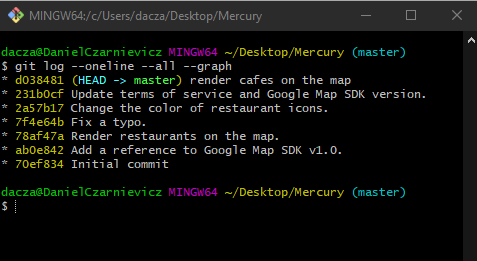 MINGW64:/c/Users/dacza/Desktop/Mercury
dacza@DanielCzarnievicz MINGW64 ~/Desktop/Mercury (master)
$ git log --oneline --all --graph
* d038481 (HEAD -> master) render cafes on the map
* 231b0cf Update terms of service and Google Map SDK version.
* 2a57b17 Change the color of restaurant icons.
* 7f4e64b Fix a typo.
* 78af47a Render restaurants on the map.
* ab0e842 Add a reference to Google Map SDK v1.0.
* 70ef834 Initial commit
dacza@DanielCzarnievicz MINGW64 ~/Desktop/Mercury (master)
$